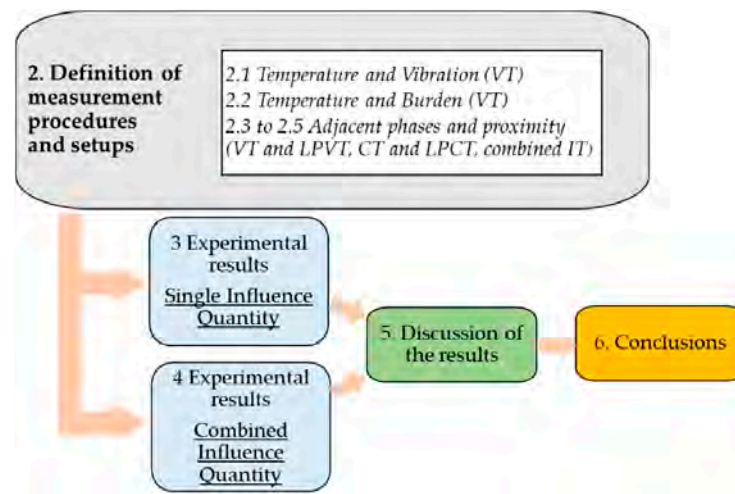 2. Definition of
measurement
procedures
and setups
2.1 Temperature and Vibration (VT)
2.2 Temperature and Burden (VT)
2.3 to 2.5 Adjacent phases and proximity
(VT and LPVT, CT and LPCT, combined IT)
3 Experimental
results
Single Influence
Quantity
4 Experimental
results
Combined
Influence
Quantity
5. Discussion of
the results
6. Conclusions